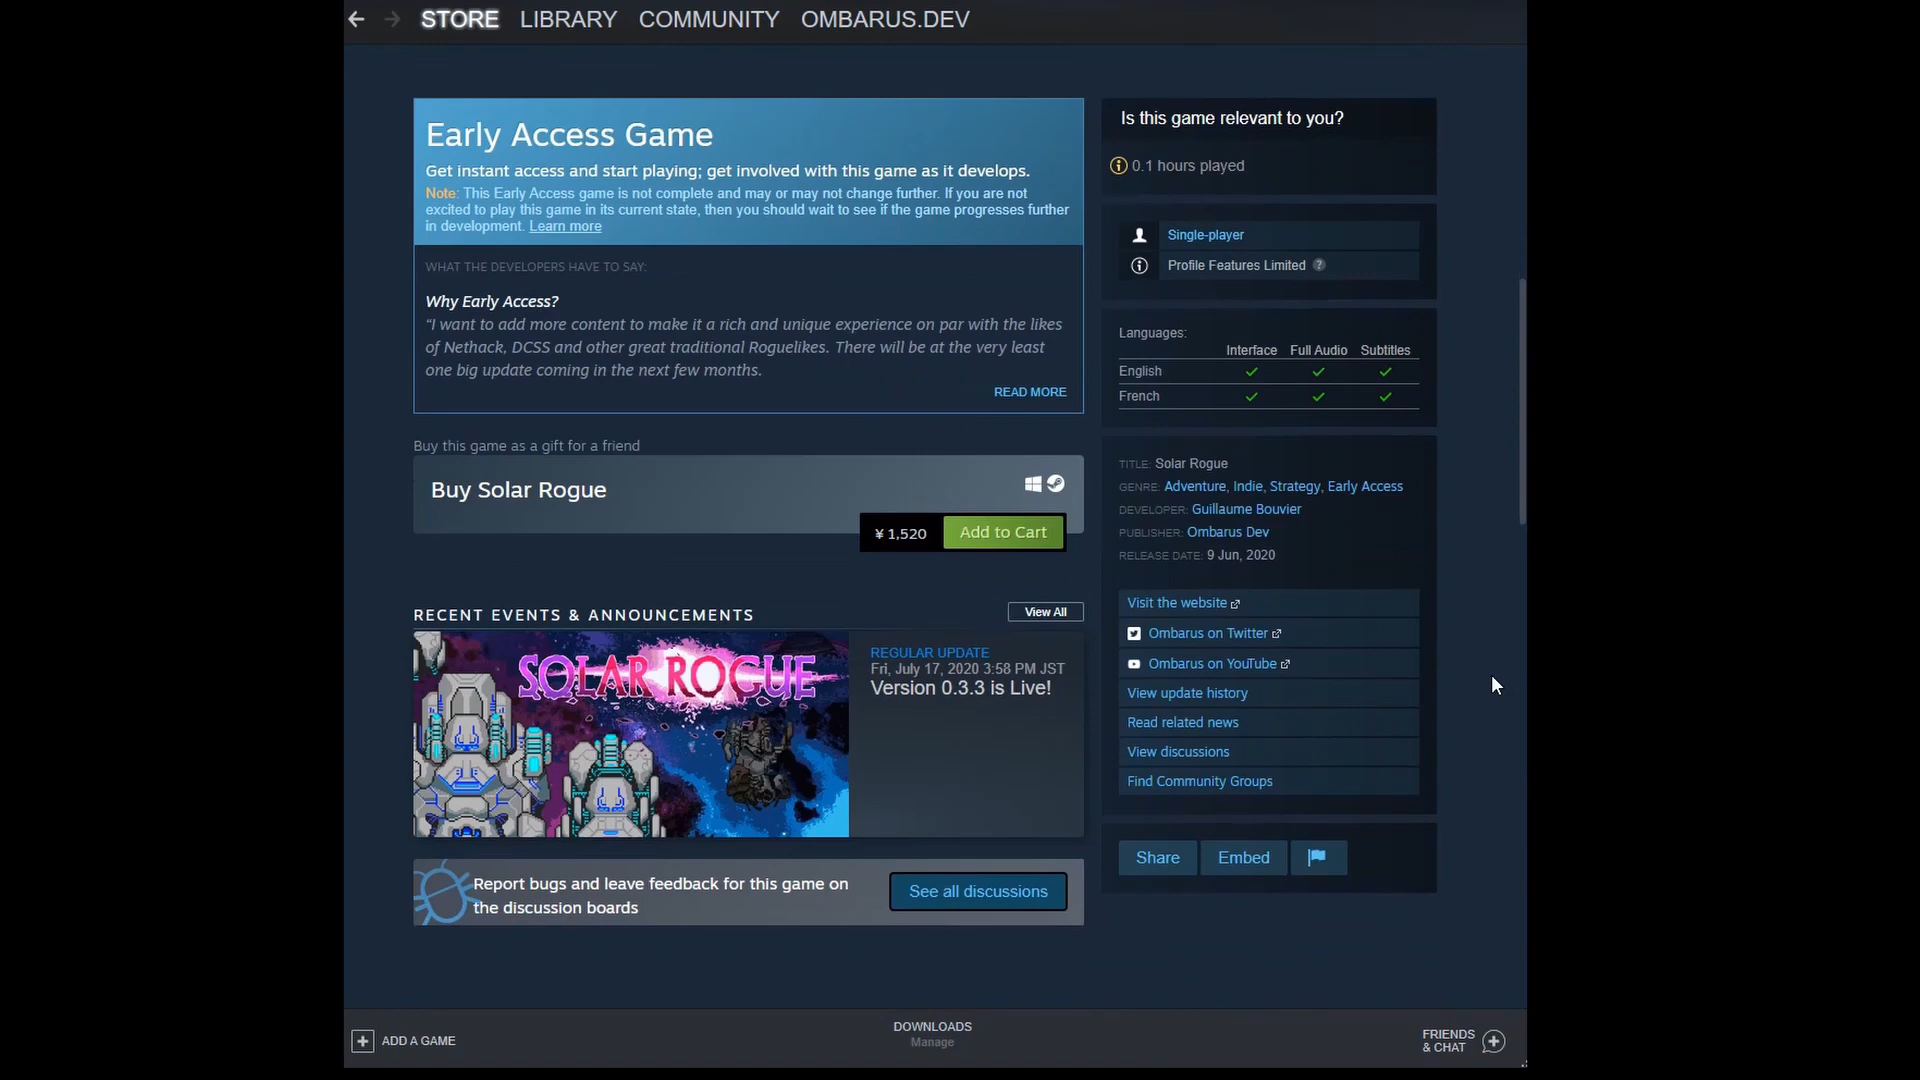 STORE LIBRARY COMMUNITY OMBARUS.DEV
Early Access Game
Get instant access and start playing; get involved with this game as it develops.
Note: This Early Access game is not complete and may or may not change further. If you are not
excited to play this game in its current state, then you should wait to see if the game progresses further
in development. Learn more
WHAT THE DEVELOPERS HAVE TO SAY:
Why Early Access?
“I want to add more content to make it a rich and unique experience on par with the likes
of Nethack, DCSS and other great traditional Roguelikes. There will be at the very least
one big update coming in the next few months.
READ MORE
Buy this game as a gift for a friend
Buy Solar Rogue
¥ 1,520 Add to Cart
RECENT EVENTS & ANNOUNCEMENTS View All
SOLAR ROGUE
REGULAR UPDATE
Fri, July 17, 2020 3:58 PM JST
Version 0.3.3 is Live!
Report bugs and leave feedback for this game on
the discussion boards
See all discussions
Is this game relevant to you?
0.1 hours played
Single-player
Profile Features Limited ?
Languages:
Interface Full Audio Subtitles
English ✓ ✓ ✓
French ✓ ✓ ✓
TITLE: Solar Rogue
GENRE: Adventure, Indie, Strategy, Early Access
DEVELOPER: Guillaume Bouvier
PUBLISHER: Ombarus Dev
RELEASE DATE: 9 Jun, 2020
Visit the website
Ombarus on Twitter
Ombarus on YouTube
View update history
Read related news
View discussions
Find Community Groups
Share Embed
ADD A GAME
DOWNLOADS
Manage
FRIENDS
& CHAT